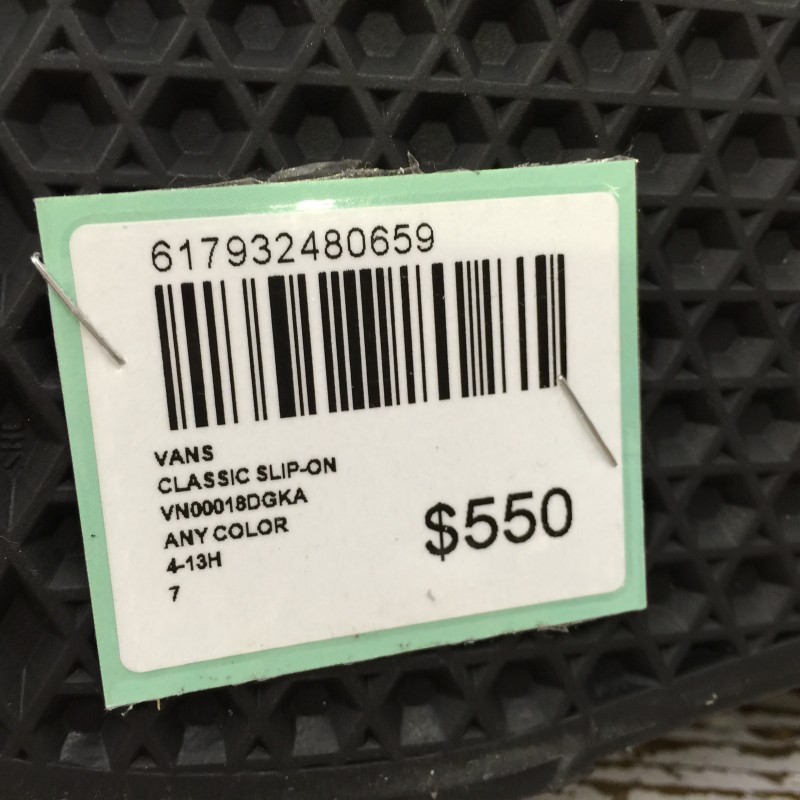 617932480659
VANS
CLASSIC SLIP-ON
VN00018DGKA
ANY COLOR
4-13H
7
$550